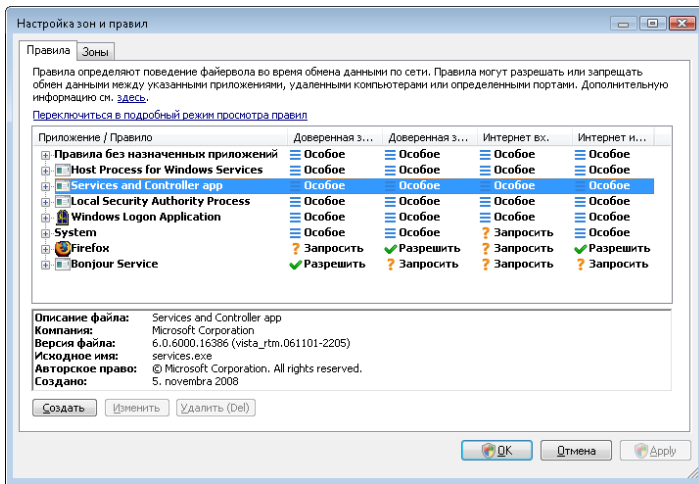 Настройка зон и правил
Правила Зоны
Правила определяют поведение файервола во время обмена данными по сети. Правила могут разрешать или запрещать
обмен данными между указанными приложениями, удаленными компьютерами или определенными портами. Дополнительную
информацию см. здесь.
Переключиться в подробный режим просмотра правил
Приложение / Правило Доверенная з... Доверенная з... Интернет вх. Интернет и...
Правила без назначенных приложений Особое Особое Особое Особое
Host Process for Windows Services Особое Особое Особое Особое
Services and Controller app Особое Особое Особое Особое
Local Security Authority Process Особое Особое Особое Особое
Windows Logon Application Особое Особое Особое Особое
System Особое Особое Запросить Особое
Firefox Запросить Разрешить Запросить Разрешить
Bonjour Service Разрешить Запросить Запросить Запросить
Описание файла: Services and Controller app
Компания: Microsoft Corporation
Версия файла: 6.0.6000.16386 (vista_rtm.061101-2205)
Исходное имя: services.exe
Авторское право: © Microsoft Corporation. All rights reserved.
Создано: 5. novembra 2008
Создать Изменить Удалить (Del)
OK Отмена Apply